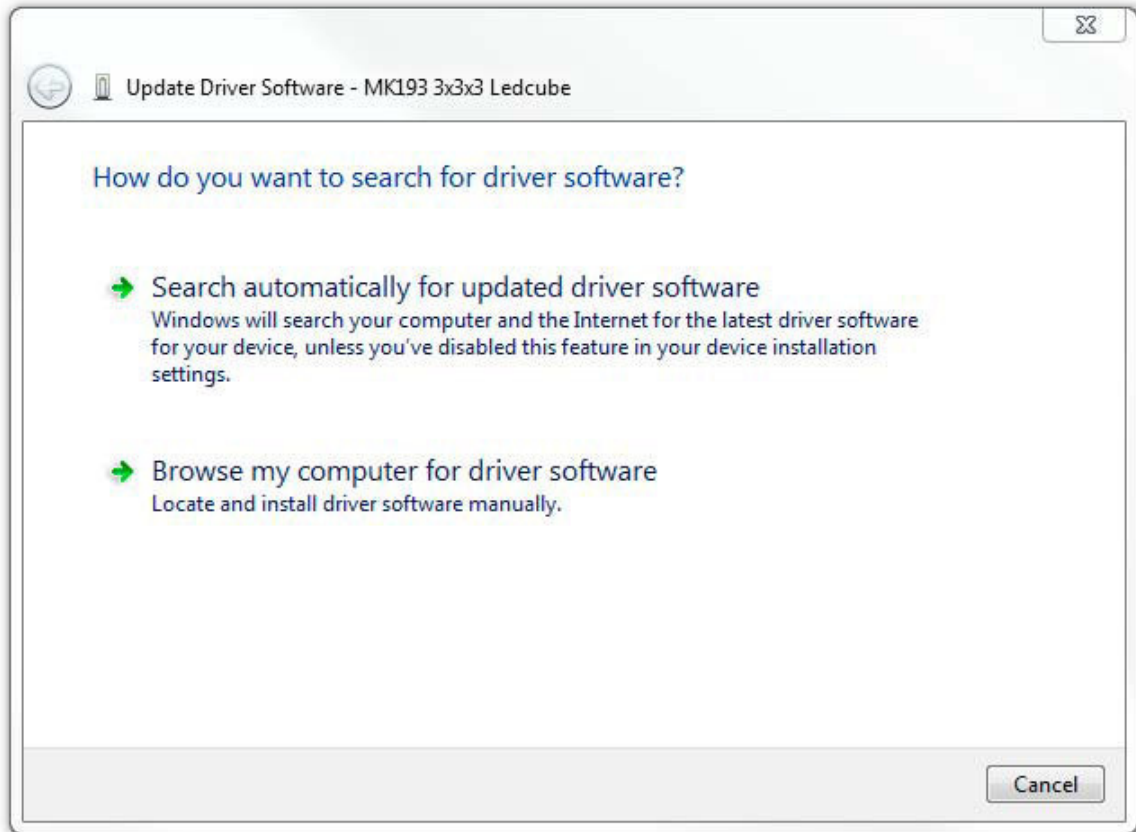 Update Driver Software - MK193 3x3x3 Ledcube
How do you want to search for driver software?
Search automatically for updated driver software
Windows will search your computer and the Internet for the latest driver software
for your device, unless you've disabled this feature in your device installation
settings.
Browse my computer for driver software
Locate and install driver software manually.
Cancel